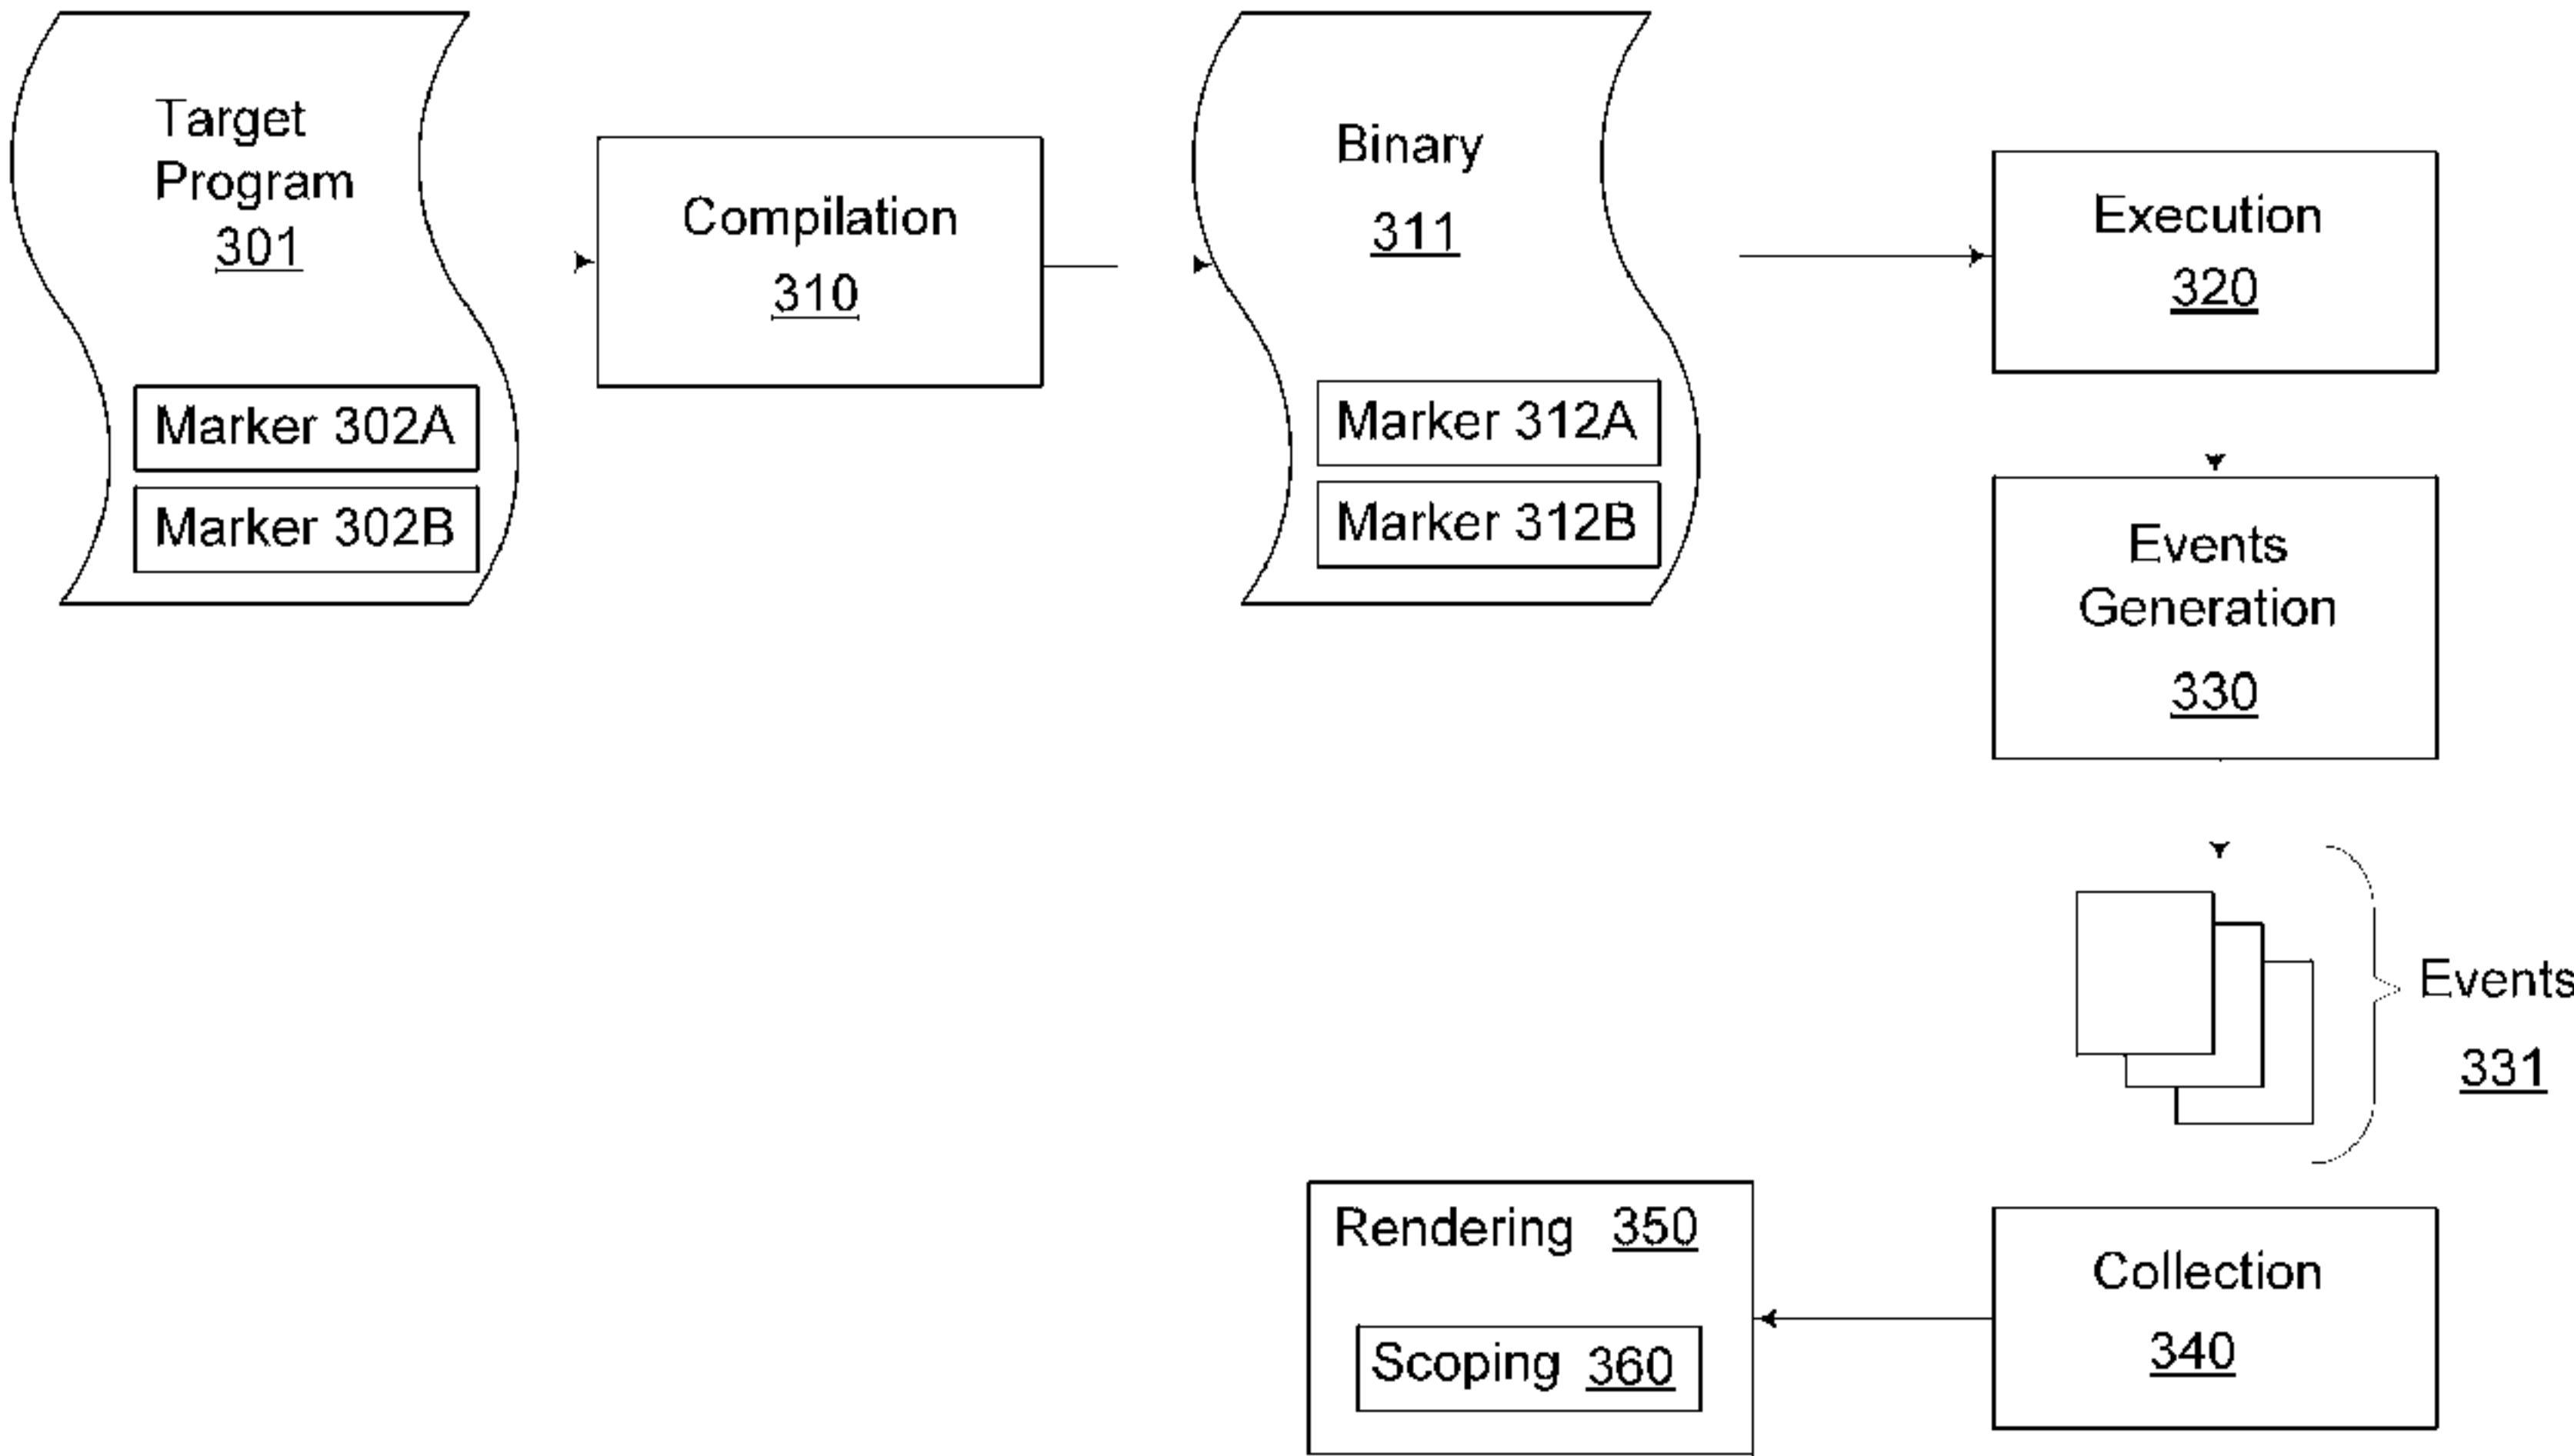 Target
Program
301
Marker 302A
Marker 302B
Compilation
310
Binary
311
Marker 312A
Marker 312B
Execution
320
Events
Generation
330
Events
331
Collection
340
Rendering 350
Scoping 360